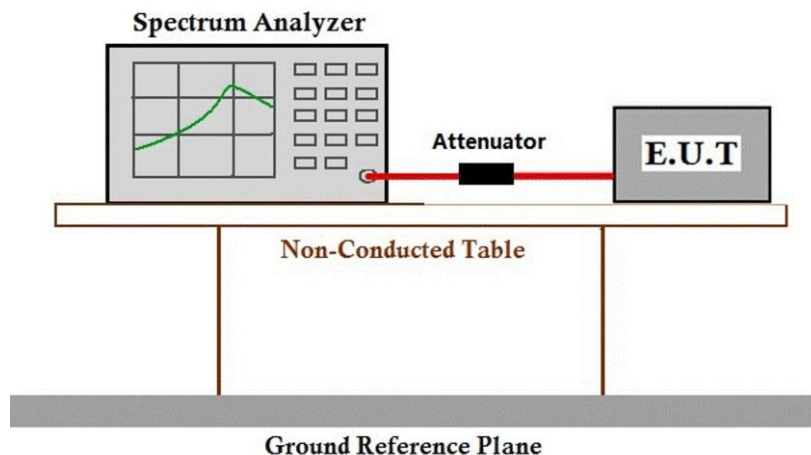 Spectrum Analyzer
Attenuator
E.U.T
Non-Conducted Table
Ground Reference Plane